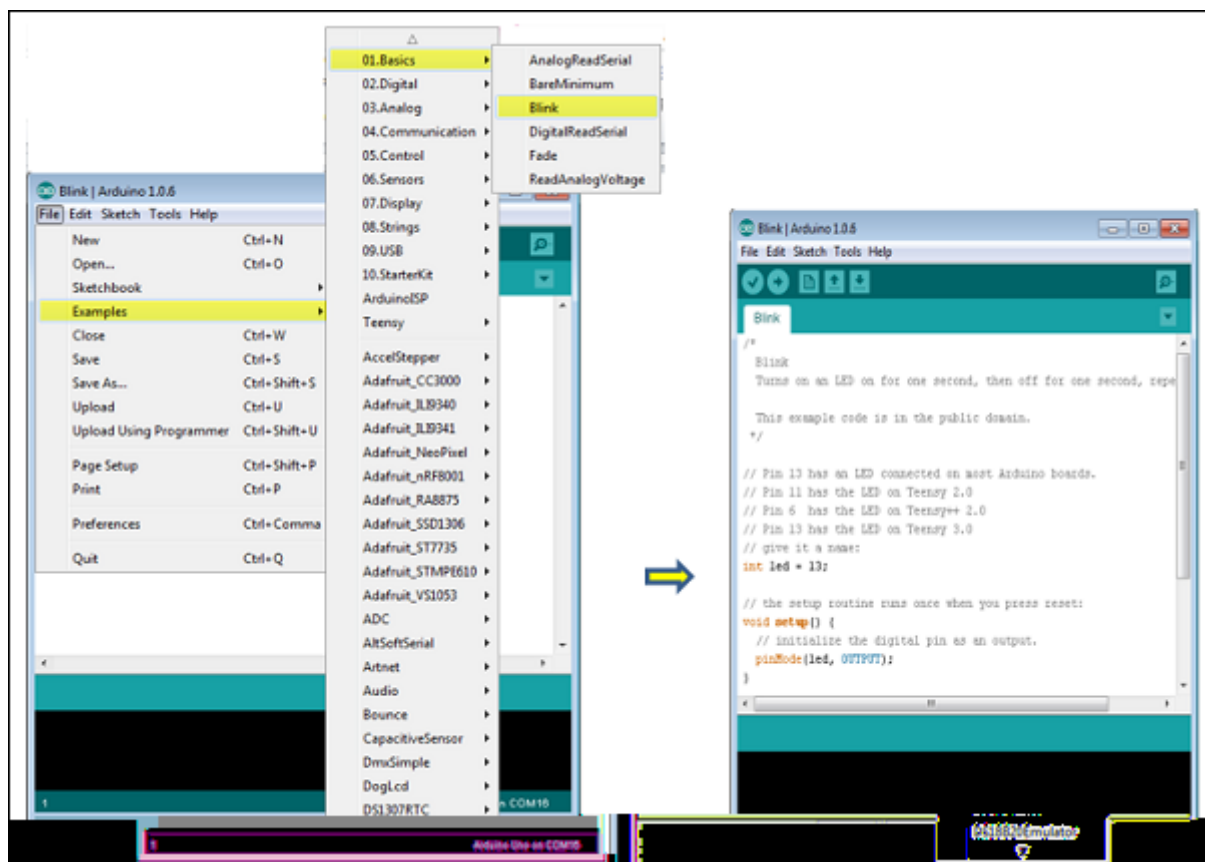 Blink | Arduino 1.0.6
File Edit Sketch Tools Help
New Ctrl+N
Open... Ctrl+O
Sketchbook
Examples
Close Ctrl+W
Save Ctrl+S
Save As... Ctrl+Shift+S
Upload Ctrl+U
Upload Using Programmer Ctrl+Shift+U
Page Setup Ctrl+Shift+P
Print Ctrl+P
Preferences Ctrl+Comma
Quit Ctrl+Q
1
n COM16
01.Basics
02.Digital
03.Analog
04.Communication
05.Control
06.Sensors
07.Display
08.Strings
09.USB
10.StarterKit
ArduinoISP
Teensy
AccelStepper
Adafruit_CC3000
Adafruit_ILI9340
Adafruit_ILI9341
Adafruit_NeoPixel
Adafruit_nRF8001
Adafruit_RA8875
Adafruit_SSD1306
Adafruit_ST7735
Adafruit_STMPE610
Adafruit_VS1053
ADC
AltSoftSerial
Artnet
Audio
Bounce
CapacitiveSensor
DmxSimple
DogLcd
DS1307RTC
AnalogReadSerial
BareMinimum
Blink
DigitalReadSerial
Fade
ReadAnalogVoltage
Blink | Arduino 1.0.6
File Edit Sketch Tools Help
Blink
/*
Blink
Turns on an LED on for one second, then off for one second, repe
This example code is in the public domain.
*/
// Pin 13 has an LED connected on most Arduino boards.
// Pin 11 has the LED on Teensy 2.0
// Pin 6 has the LED on Teensy++ 2.0
// Pin 13 has the LED on Teensy 3.0
// give it a name:
int led = 13;
// the setup routine runs once when you press reset:
void setup() {
// initialize the digital pin as an output.
pinMode(led, OUTPUT);
}
1
Arduino Uno on COM16